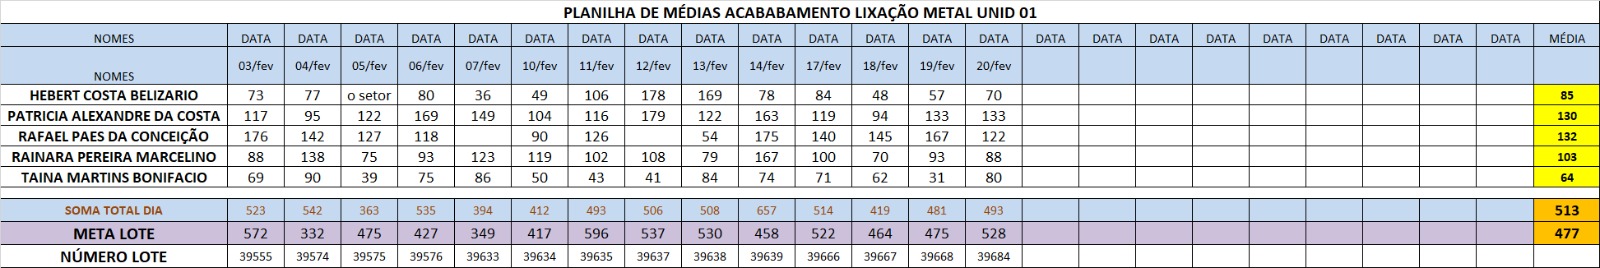 PLANILHA DE MÉDIAS ACABABAMENTO LIXAÇÃO METAL UNID 01
NOMES DATA DATA DATA DATA DATA DATA DATA DATA DATA DATA DATA DATA DATA DATA DATA DATA DATA DATA DATA DATA DATA MÉDIA
NOMES 03/fev 04/fev 05/fev 06/fev 07/fev 10/fev 11/fev 12/fev 13/fev 14/fev 17/fev 18/fev 19/fev 20/fev
HEBERT COSTA BELIZARIO 73 77 o setor 80 36 49 106 178 169 78 84 48 57 70 85
PATRICIA ALEXANDRE DA COSTA 117 95 122 169 149 104 116 179 122 163 119 94 133 133 130
RAFAEL PAES DA CONCEIÇÃO 176 142 127 118 90 126 54 175 140 145 167 122 132
RAINARA PEREIRA MARCELINO 88 138 75 93 123 119 102 108 79 167 100 70 93 88 103
TAINA MARTINS BONIFACIO 69 90 39 75 86 50 43 41 84 74 71 62 31 80 64
SOMA TOTAL DIA 523 542 363 535 394 412 493 506 508 657 514 419 481 493 513
META LOTE 572 332 475 427 349 417 596 537 530 458 522 464 475 528 477
NÚMERO LOTE 39555 39574 39575 39576 39633 39634 39635 39637 39638 39639 39666 39667 39668 39684